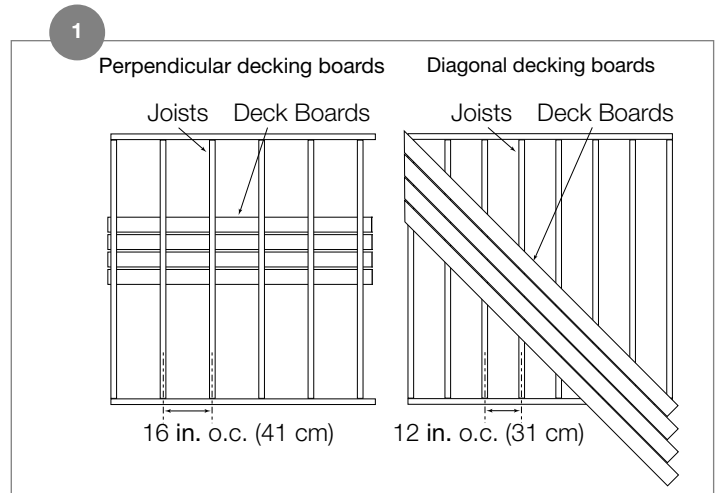 1
Perpendicular decking boards
Diagonal decking boards
Joists
Deck Boards
Joists
Deck Boards
16 in. o.c. (41 cm)
12 in. o.c. (31 cm)